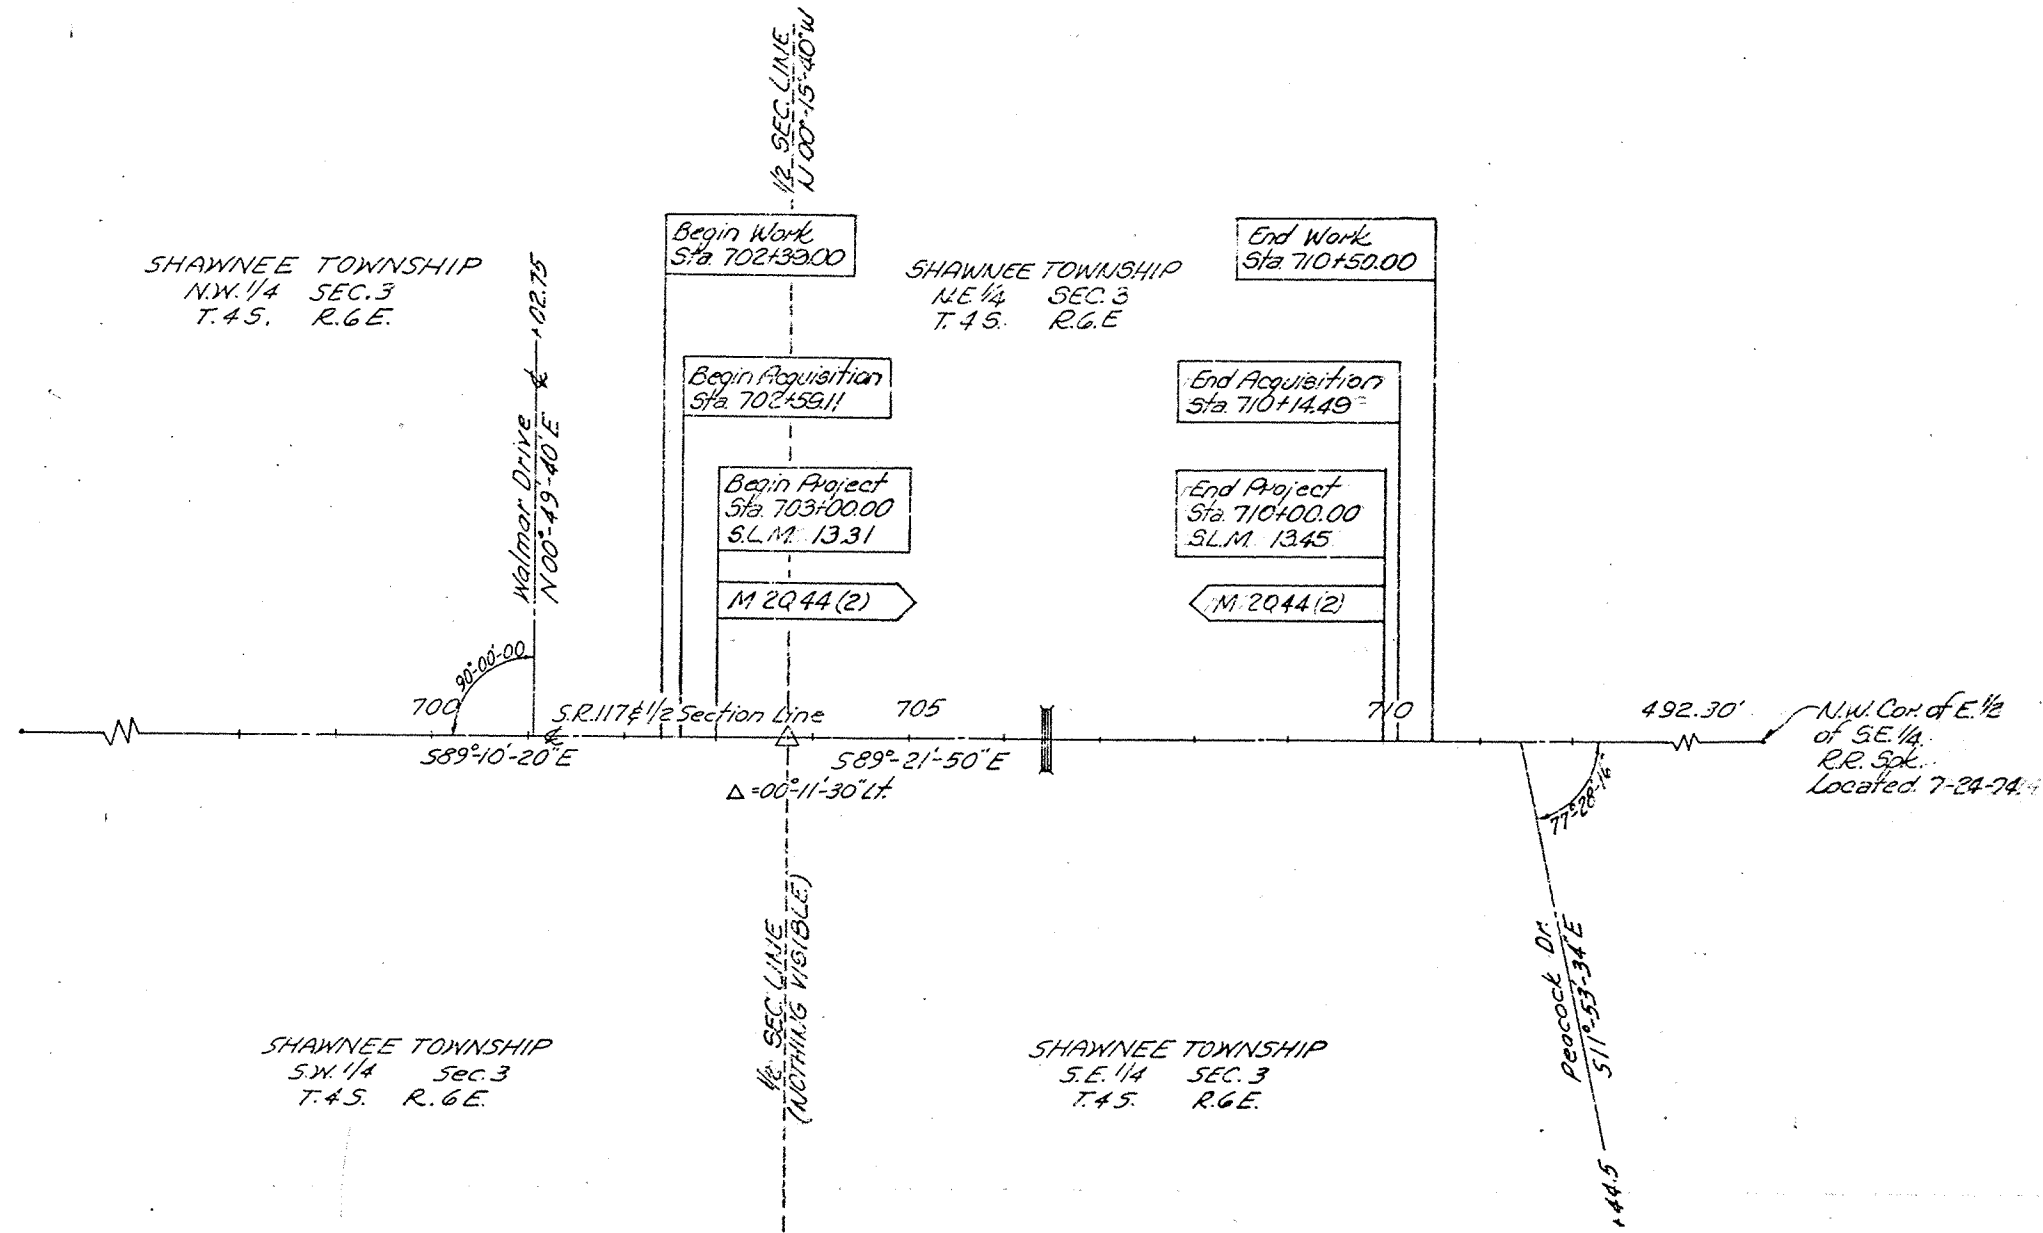 1/2 SEC. LINE
N 00°-15'-40"W
SHAWNEE TOWNSHIP
N.W. 1/4 SEC. 3
T. 4 S. R. 6 E.
Walmar Drive
N 00°-49'-40"E
+02.75
Begin Work
Sta. 702+39.00
SHAWNEE TOWNSHIP
N.E. 1/4 SEC. 3
T. 4 S. R. 6. E
End Work
Sta. 710+50.00
Begin Acquisition
Sta. 702+59.11
End Acquisition
Sta. 710+14.49
Begin Project
Sta. 703+00.00
S.L.M. 13.31
End Project
Sta. 710+00.00
S.L.M. 13.45
M 2Q44(2)
M 2Q44(2)
90°-00'-00
700
S.R. 117 & 1/2 Section Line
705
710
492.30'
N.W. Cor. of E. 1/2
of S.E. 1/4.
R.R. Spk.
Located 7-24-74
S89°-10'-20"E
S89°-21'-50"E
Δ=00°-11'-30" Lt.
77°-28'-16"
1/2 SEC. LINE
(NOTHING VISIBLE)
Peacock Dr.
S11°-53'-34"E
+44.5
SHAWNEE TOWNSHIP
S.W. 1/4 Sec. 3
T. 4 S. R. 6 E.
SHAWNEE TOWNSHIP
S.E. 1/4 SEC. 3
T. 4 S. R. 6 E.